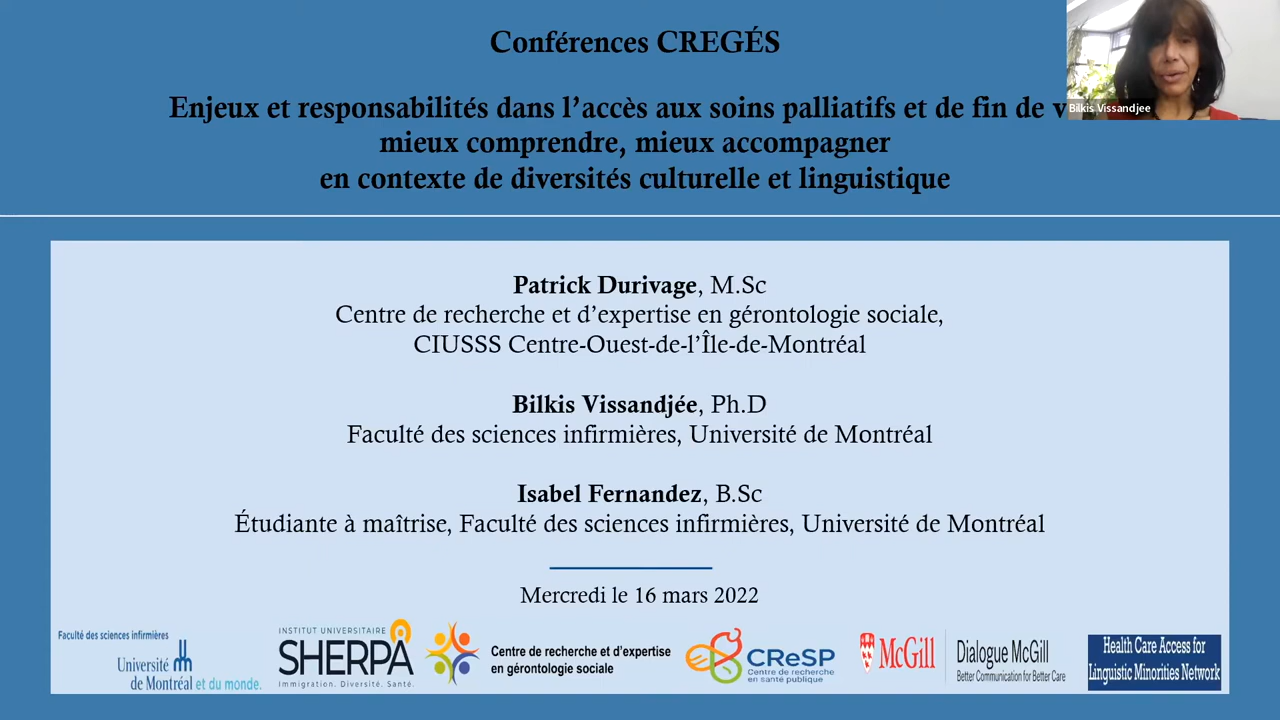 Conférences CREGÉS
Enjeux et responsabilités dans l’accès aux soins palliatifs et de fin de v
Bilkis Vissandjee
mieux comprendre, mieux accompagner
en contexte de diversités culturelle et linguistique
Patrick Durivage, M.Sc
Centre de recherche et d’expertise en gérontologie sociale,
CIUSSS Centre-Ouest-de-l’Île-de-Montréal
Bilkis Vissandjée, Ph.D
Faculté des sciences infirmières, Université de Montréal
Isabel Fernandez, B.Sc
Étudiante à maîtrise, Faculté des sciences infirmières, Université de Montréal
Mercredi le 16 mars 2022
Faculté des sciences infirmières
Université
de Montréal et du monde.
INSTITUT UNIVERSITAIRE
SHERPA
Immigration. Diversité. Santé.
Centre de recherche et d’expertise
en gérontologie sociale
CReSP
Centre de recherche
en santé publique
McGill
Dialogue McGill
Better Communication for Better Care
Health Care Access for
Linguistic Minorities Network